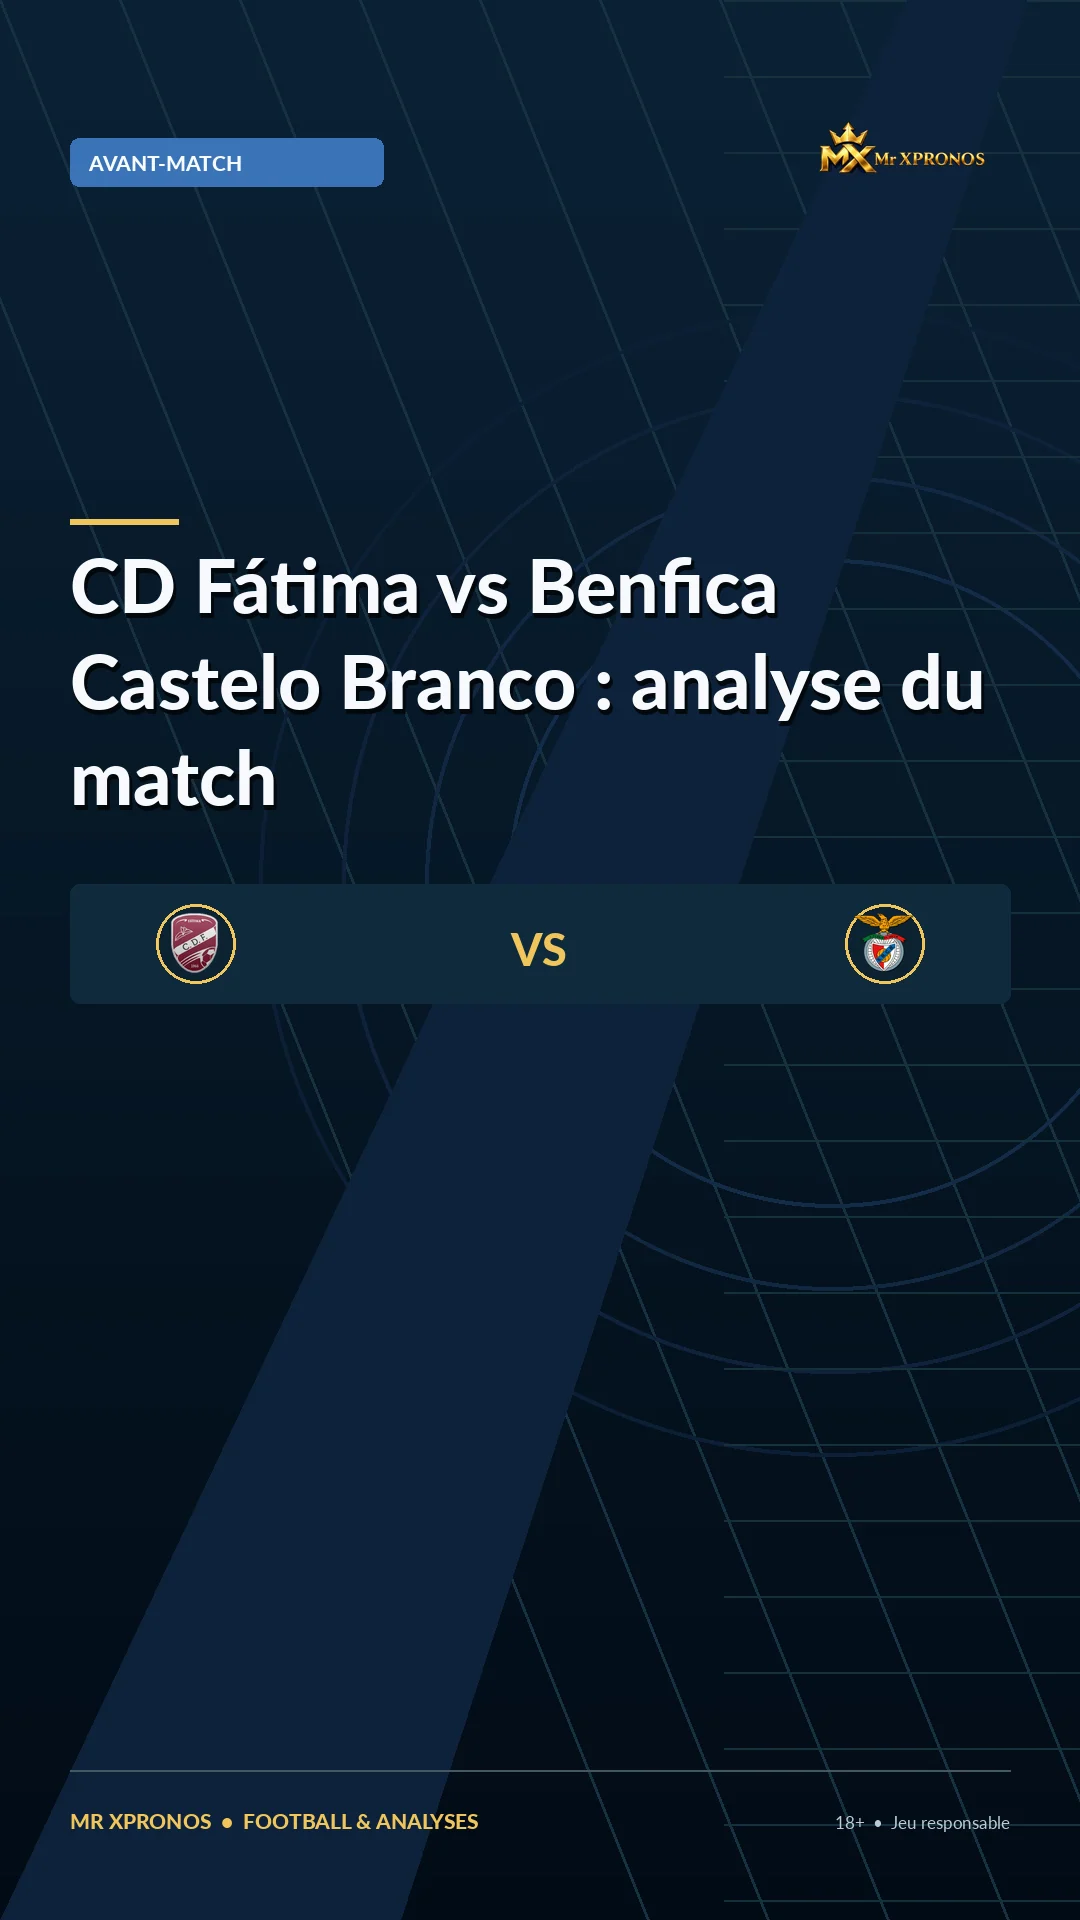 AVANT-MATCH
MX Mr XPRONOS
CD Fátima vs Benfica
Castelo Branco : analyse du
match
C.D.F.
VS
MR XPRONOS • FOOTBALL & ANALYSES
18+ • Jeu responsable